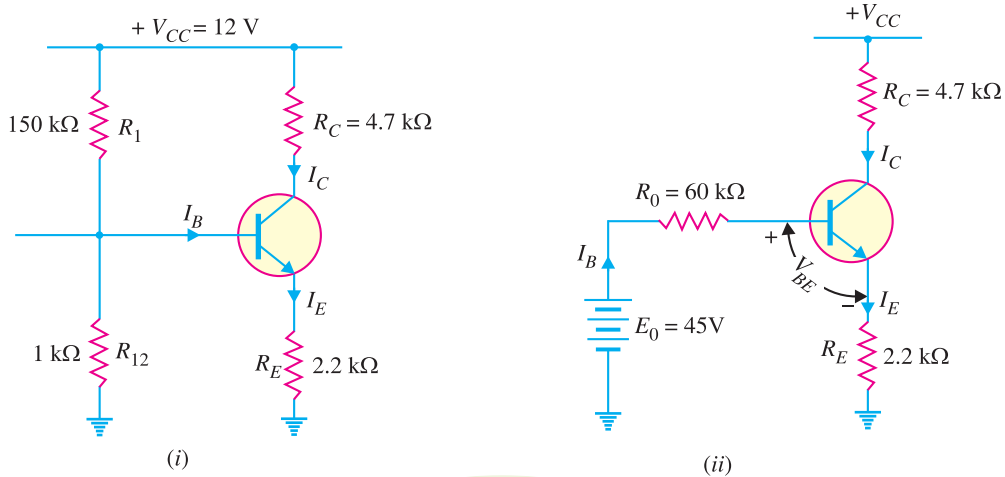 + V_CC = 12 V
150 kΩ R_1
R_C = 4.7 kΩ
I_C
I_B
I_E
1 kΩ R_12
R_E 2.2 kΩ
(i)
+V_CC
R_C = 4.7 kΩ
I_C
R_0 = 60 kΩ
I_B
+
V_BE
–
I_E
E_0 = 45V
R_E 2.2 kΩ
(ii)